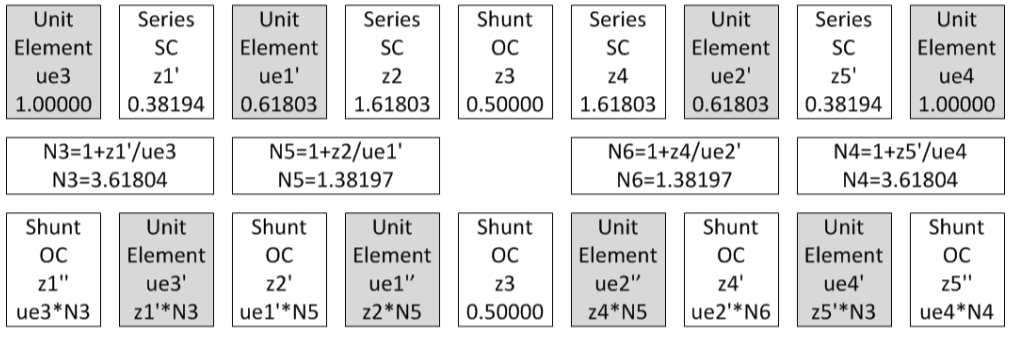 Unit Element ue3 1.00000
Series SC z1' 0.38194
Unit Element ue1' 0.61803
Series SC z2 1.61803
Shunt OC z3 0.50000
Series SC z4 1.61803
Unit Element ue2' 0.61803
Series SC z5' 0.38194
Unit Element ue4 1.00000
N3=1+z1'/ue3
N3=3.61804
N5=1+z2/ue1'
N5=1.38197
N6=1+z4/ue2'
N6=1.38197
N4=1+z5'/ue4
N4=3.61804
Shunt OC z1" ue3*N3
Unit Element ue3' z1'*N3
Shunt OC z2' ue1'*N5
Unit Element ue1" z2*N5
Shunt OC z3 0.50000
Unit Element ue2" z4*N5
Shunt OC z4' ue2'*N6
Unit Element ue4' z5'*N3
Shunt OC z5" ue4*N4